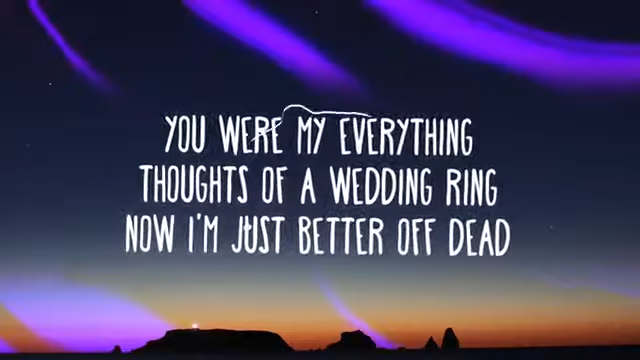 YOU WERE MY EVERYTHING
THOUGHTS OF A WEDDING RING
NOW I'M JUST BETTER OFF DEAD